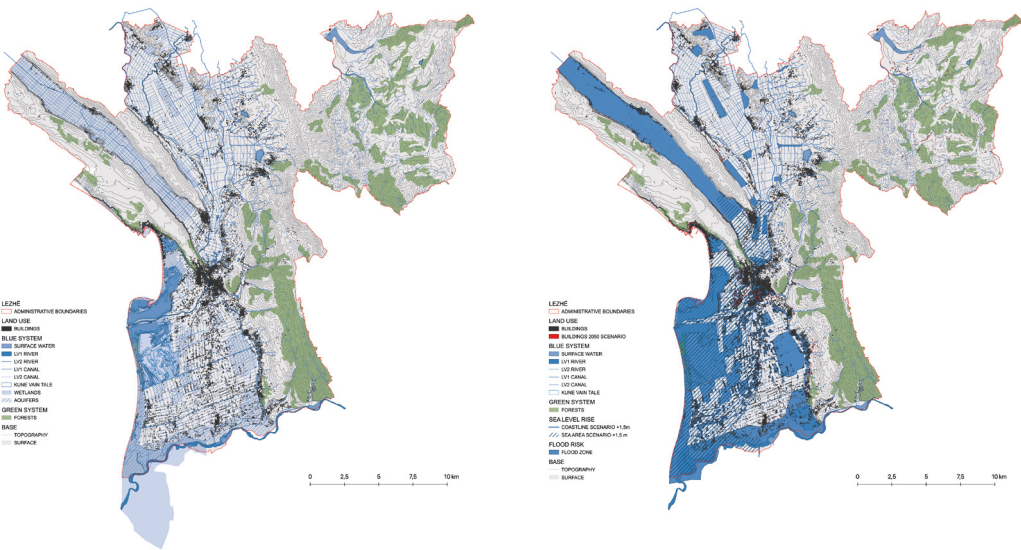 LEZHË
ADMINISTRATIVE BOUNDARIES
LAND USE
BUILDINGS
BLUE SYSTEM
SURFACE WATER
LV1 RIVER
LV2 RIVER
LV1 CANAL
LV2 CANAL
KUNE VAIN TALE
WETLANDS
AQUIFERS
GREEN SYSTEM
FORESTS
BASE
TOPOGRAPHY
SURFACE
0 2,5 5 7,5 10 km
LEZHË
ADMINISTRATIVE BOUNDARIES
LAND USE
BUILDINGS
BUILDINGS 2050 SCENARIO
BLUE SYSTEM
SURFACE WATER
LV1 RIVER
LV2 RIVER
LV1 CANAL
LV2 CANAL
KUNE VAIN TALE
GREEN SYSTEM
FORESTS
SEA LEVEL RISE
COASTLINE SCENARIO +1,5m
SEA AREA SCENARIO +1,5 m
FLOOD RISK
FLOOD ZONE
BASE
TOPOGRAPHY
SURFACE
0 2,5 5 7,5 10 km